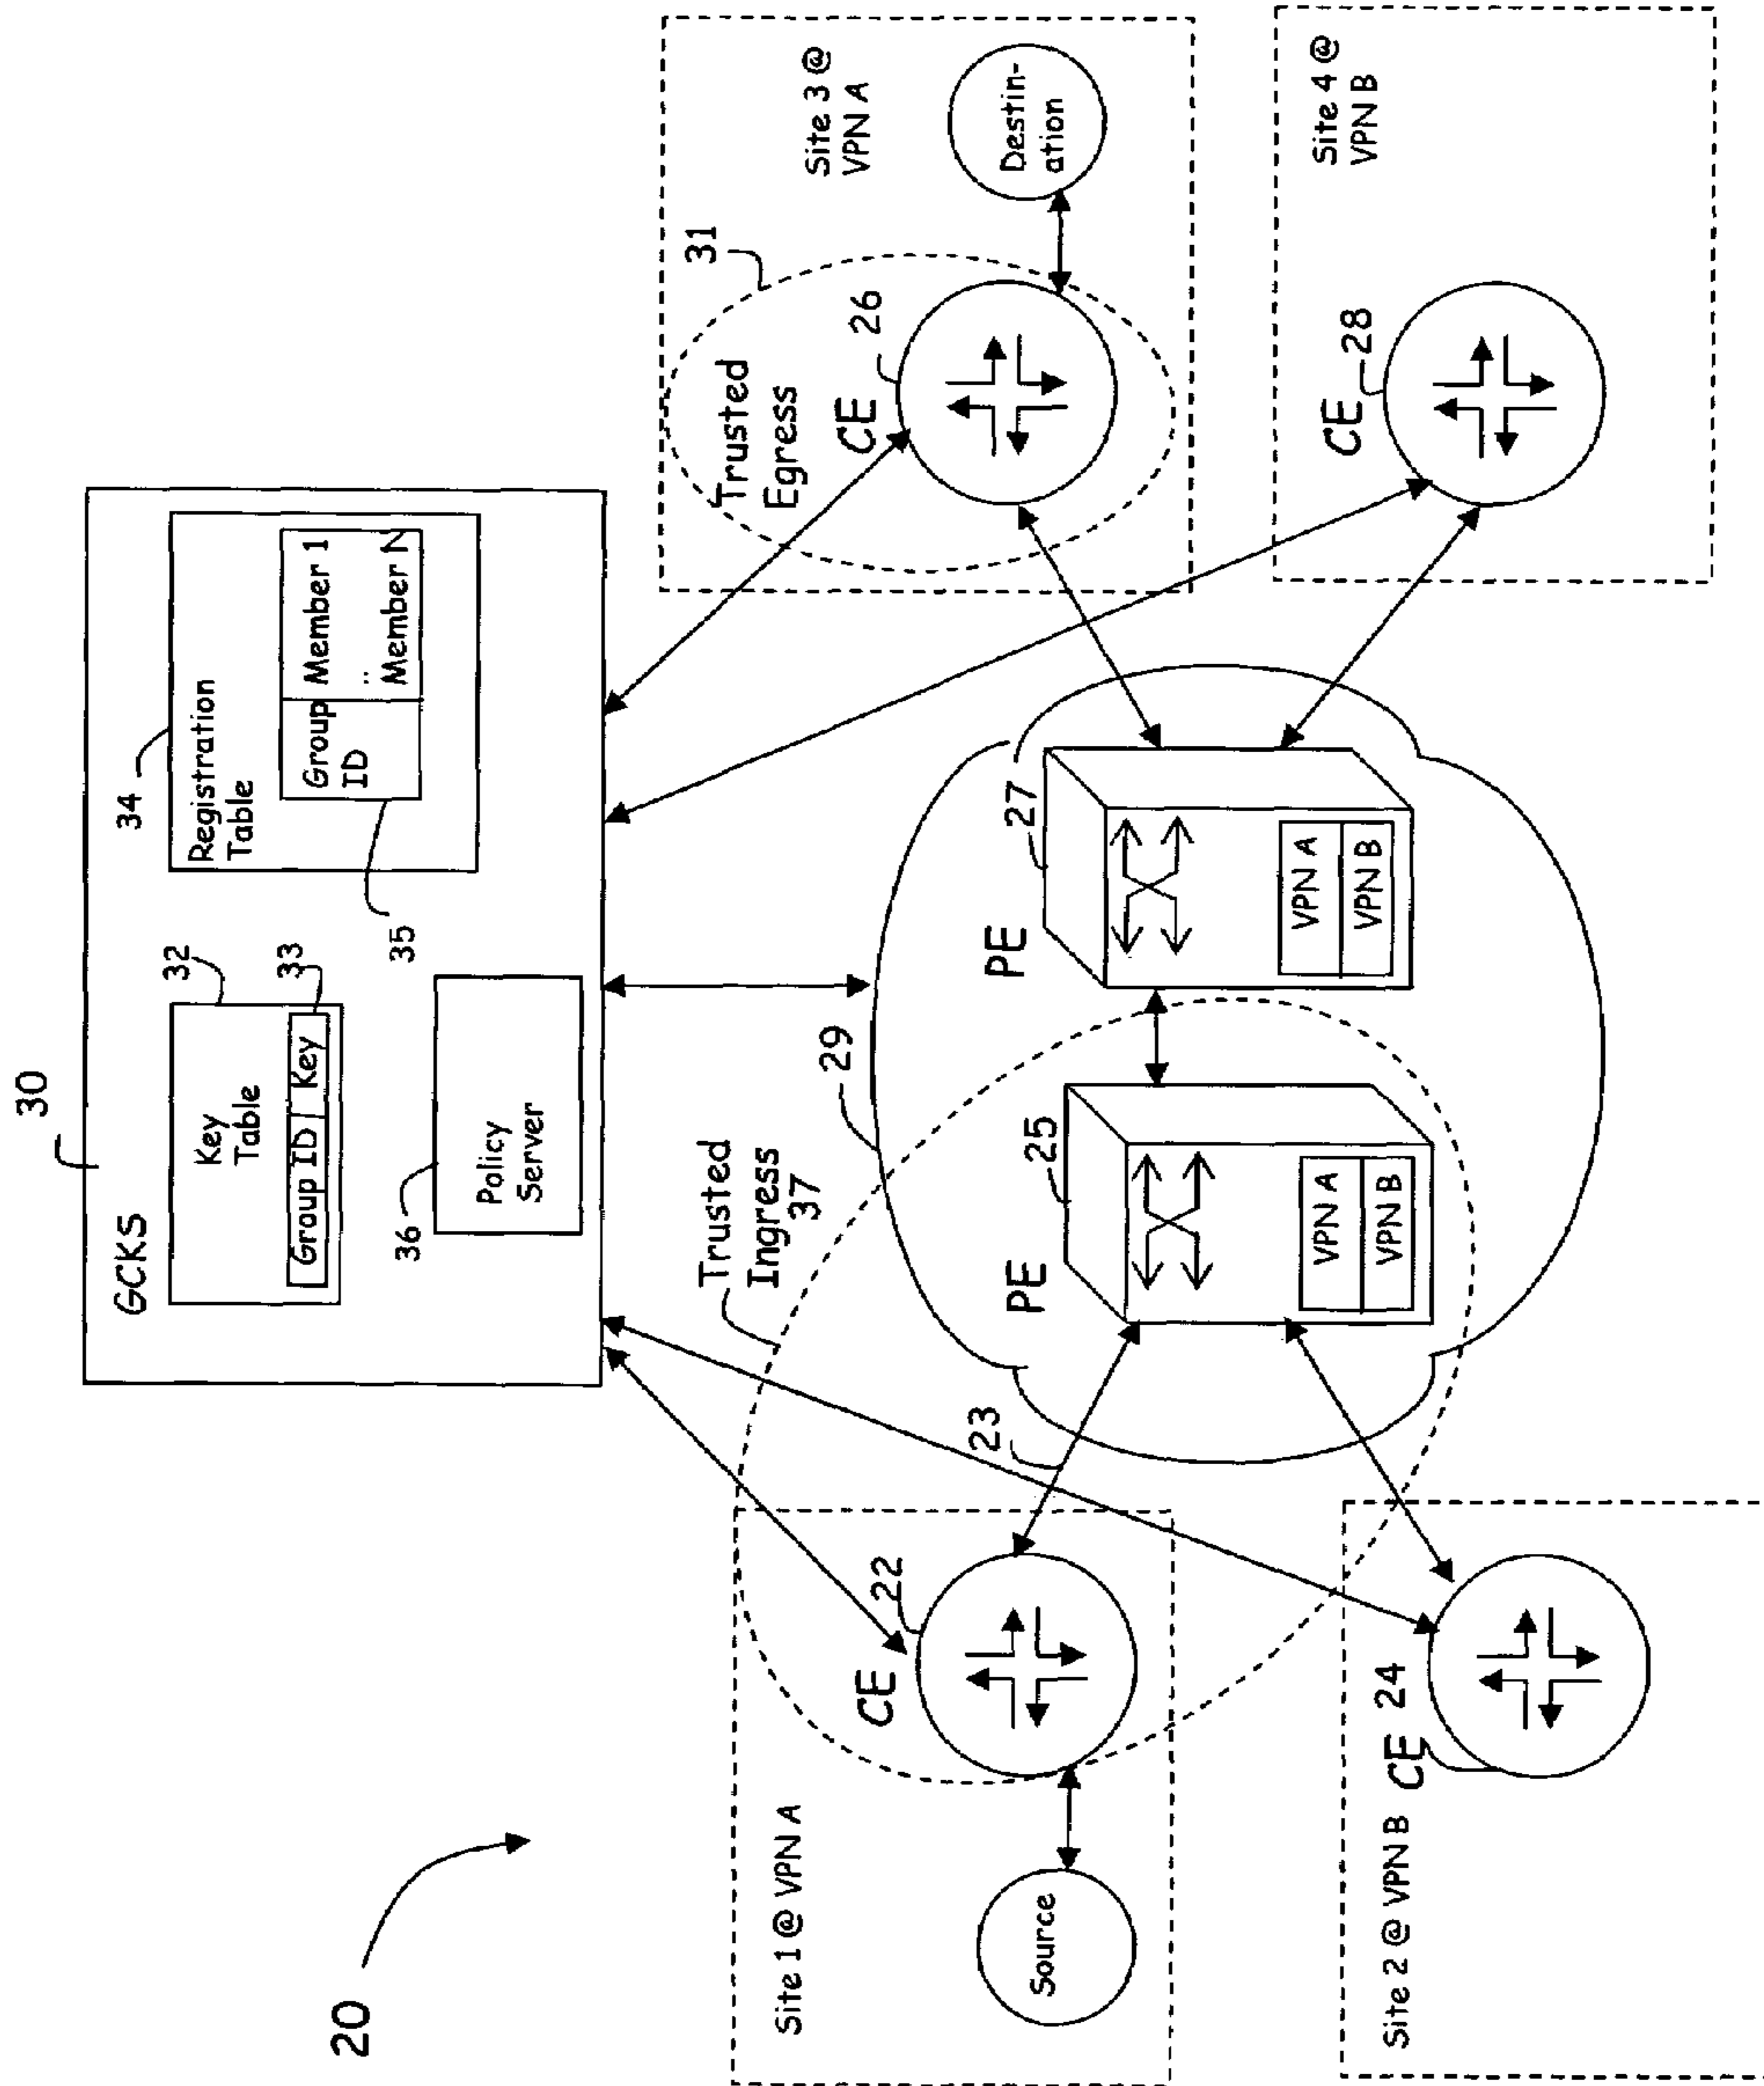 20
30
GCKS
32
Key
Table
33
Group ID
Key
36
Policy
Server
34
Registration
Table
Group
ID
Member 1
..
Member N
35
Trusted
Ingress
37
29
Trusted
Egress
31
Site 1 @ VPN A
Source
CE
22
23
PE
25
VPN A
VPN B
PE
27
VPN A
VPN B
CE
26
Site 3 @
VPN A
Destin-
ation
Site 2 @ VPN B
CE
24
CE
28
Site 4 @
VPN B